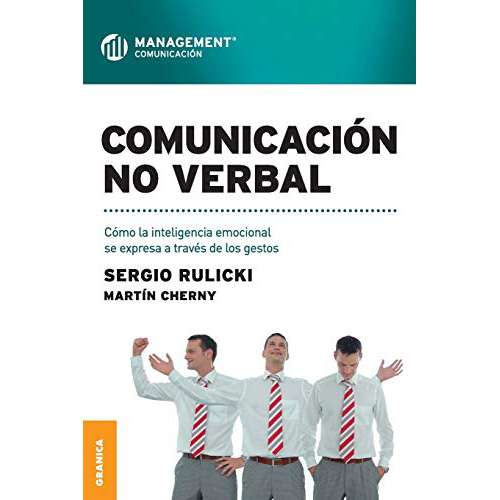 MANAGEMENT®
COMUNICACIÓN
COMUNICACIÓN
NO VERBAL
Cómo la inteligencia emocional
se expresa a través de los gestos
SERGIO RULICKI
MARTÍN CHERNY
GRANICA